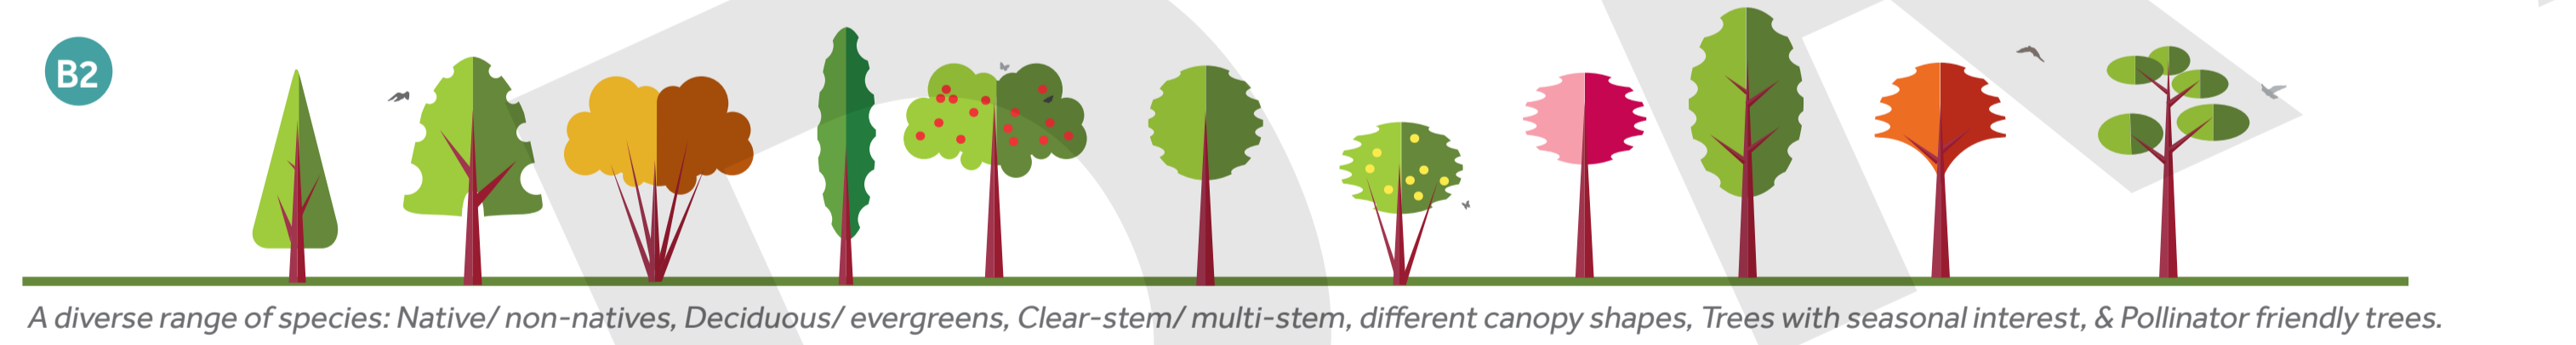 B2
A diverse range of species: Native/ non-natives, Deciduous/ evergreens, Clear-stem/ multi-stem, different canopy shapes, Trees with seasonal interest, & Pollinator friendly trees.